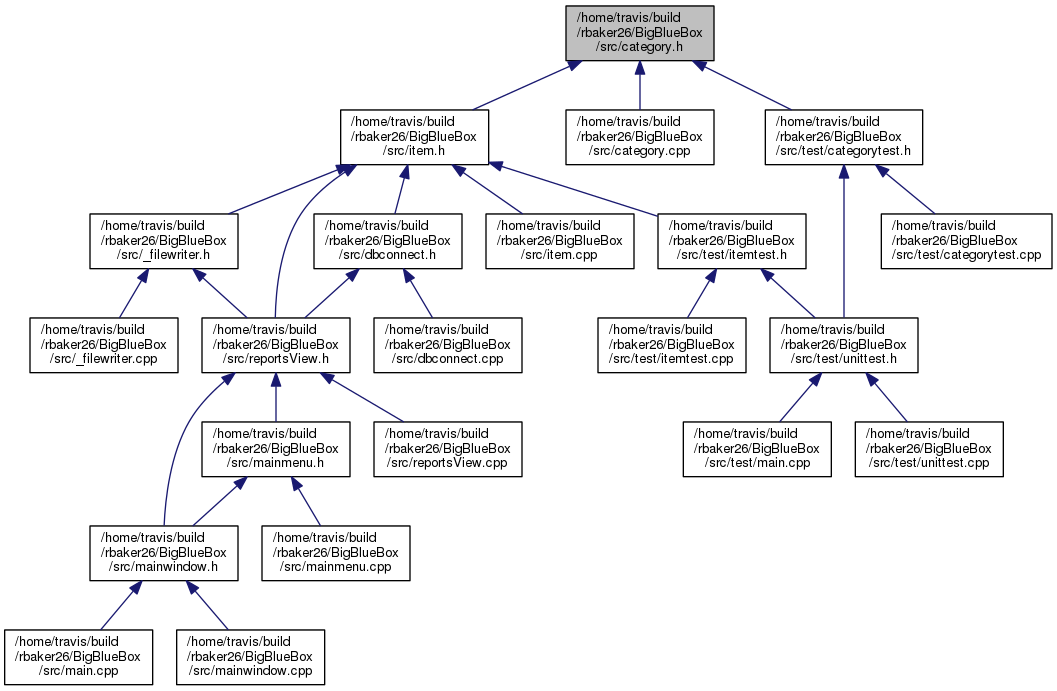 /home/travis/build
/rbaker26/BigBlueBox
/src/category.h
/home/travis/build
/rbaker26/BigBlueBox
/src/item.h
/home/travis/build
/rbaker26/BigBlueBox
/src/category.cpp
/home/travis/build
/rbaker26/BigBlueBox
/src/test/categorytest.h
/home/travis/build
/rbaker26/BigBlueBox
/src/_filewriter.h
/home/travis/build
/rbaker26/BigBlueBox
/src/dbconnect.h
/home/travis/build
/rbaker26/BigBlueBox
/src/item.cpp
/home/travis/build
/rbaker26/BigBlueBox
/src/test/itemtest.h
/home/travis/build
/rbaker26/BigBlueBox
/src/test/categorytest.cpp
/home/travis/build
/rbaker26/BigBlueBox
/src/_filewriter.cpp
/home/travis/build
/rbaker26/BigBlueBox
/src/reportsView.h
/home/travis/build
/rbaker26/BigBlueBox
/src/dbconnect.cpp
/home/travis/build
/rbaker26/BigBlueBox
/src/test/itemtest.cpp
/home/travis/build
/rbaker26/BigBlueBox
/src/test/unittest.h
/home/travis/build
/rbaker26/BigBlueBox
/src/mainmenu.h
/home/travis/build
/rbaker26/BigBlueBox
/src/reportsView.cpp
/home/travis/build
/rbaker26/BigBlueBox
/src/test/main.cpp
/home/travis/build
/rbaker26/BigBlueBox
/src/test/unittest.cpp
/home/travis/build
/rbaker26/BigBlueBox
/src/mainwindow.h
/home/travis/build
/rbaker26/BigBlueBox
/src/mainmenu.cpp
/home/travis/build
/rbaker26/BigBlueBox
/src/main.cpp
/home/travis/build
/rbaker26/BigBlueBox
/src/mainwindow.cpp